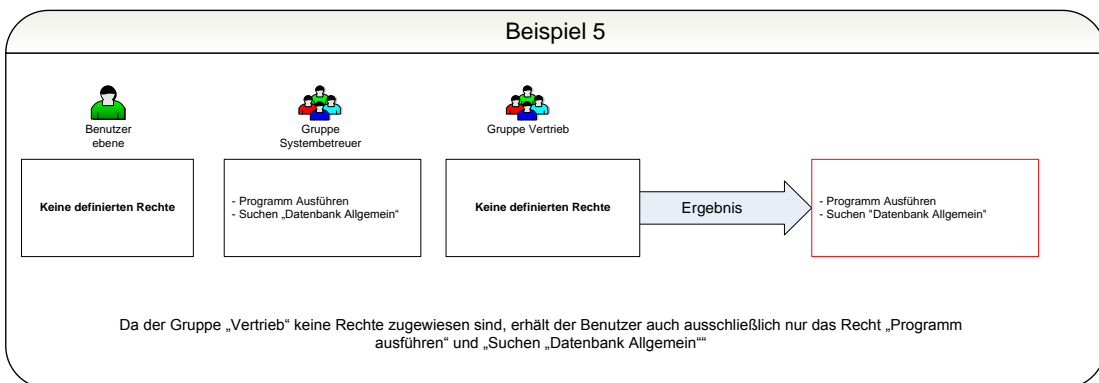 Beispiel 5
Benutzer
ebene
Gruppe
Systembetreuer
Gruppe Vertrieb
Keine definierten Rechte
- Programm Ausführen
- Suchen „Datenbank Allgemein“
Keine definierten Rechte
Ergebnis
- Programm Ausführen
- Suchen "Datenbank Allgemein"
Da der Gruppe „Vertrieb“ keine Rechte zugewiesen sind, erhält der Benutzer auch ausschließlich nur das Recht „Programm
ausführen“ und „Suchen „Datenbank Allgemein““